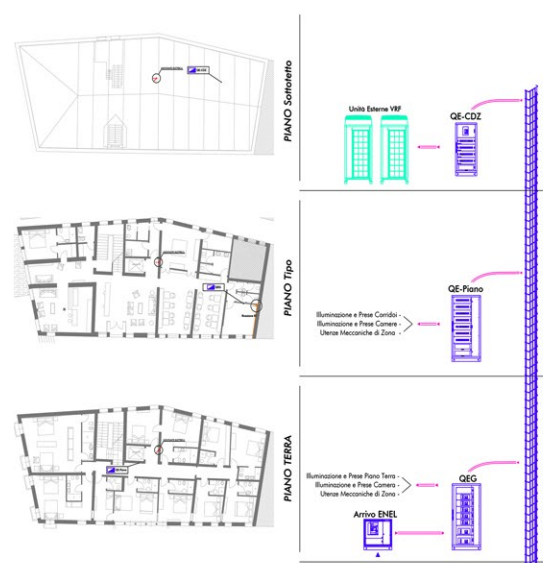 PIANO Sottotetto
Unità Esterne VRF
QE-CDZ
PIANO Tipo
QE-Piano
Illuminazione e Prese Corridoi -
Illuminazione e Prese Camere -
Utenze Meccaniche di Zona -
PIANO TERRA
Illuminazione e Prese Piano Terra -
Illuminazione e Prese Camera -
Utenze Meccaniche di Zona -
QEG
Arrivo ENEL